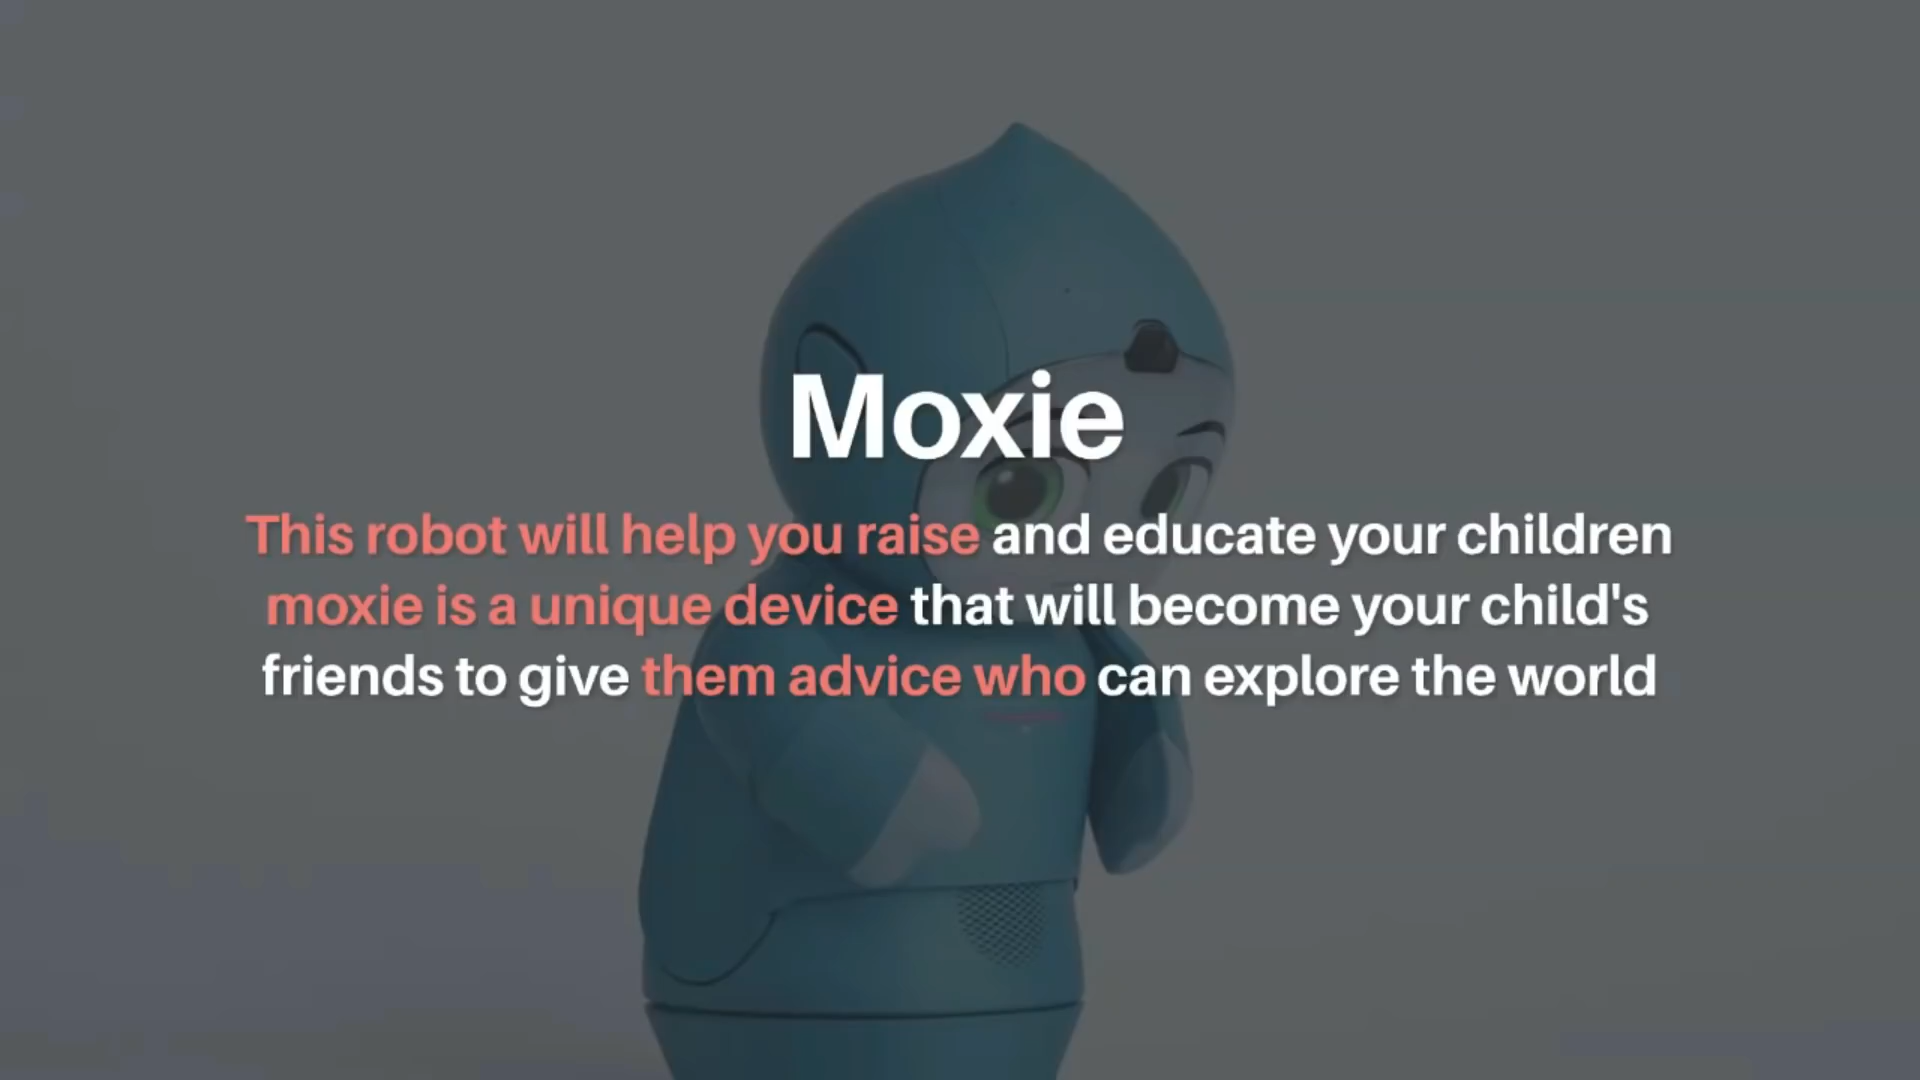 Moxie
This robot will help you raise and educate your children
moxie is a unique device that will become your child's
friends to give them advice who can explore the world